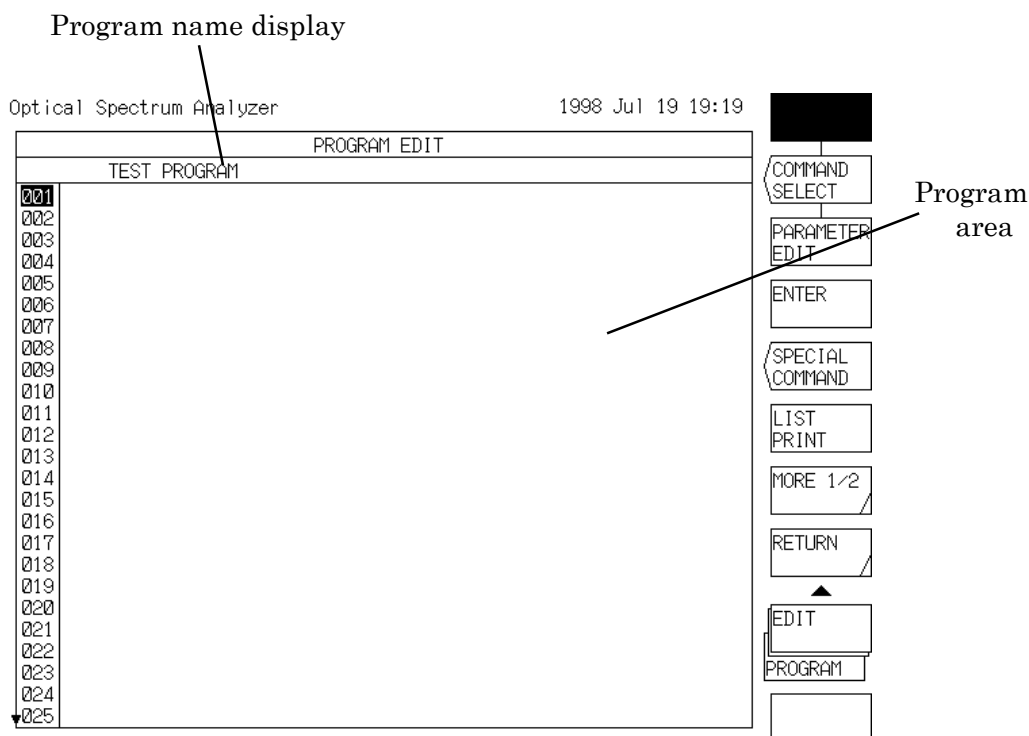 Program name display
Optical Spectrum Analyzer 1998 Jul 19 19:19
PROGRAM EDIT
TEST PROGRAM
001
002
003
004
005
006
007
008
009
010
011
012
013
014
015
016
017
018
019
020
021
022
023
024
025
COMMAND
SELECT
PARAMETER
EDIT
ENTER
SPECIAL
COMMAND
LIST
PRINT
MORE 1/2
RETURN
EDIT
PROGRAM
Program
area